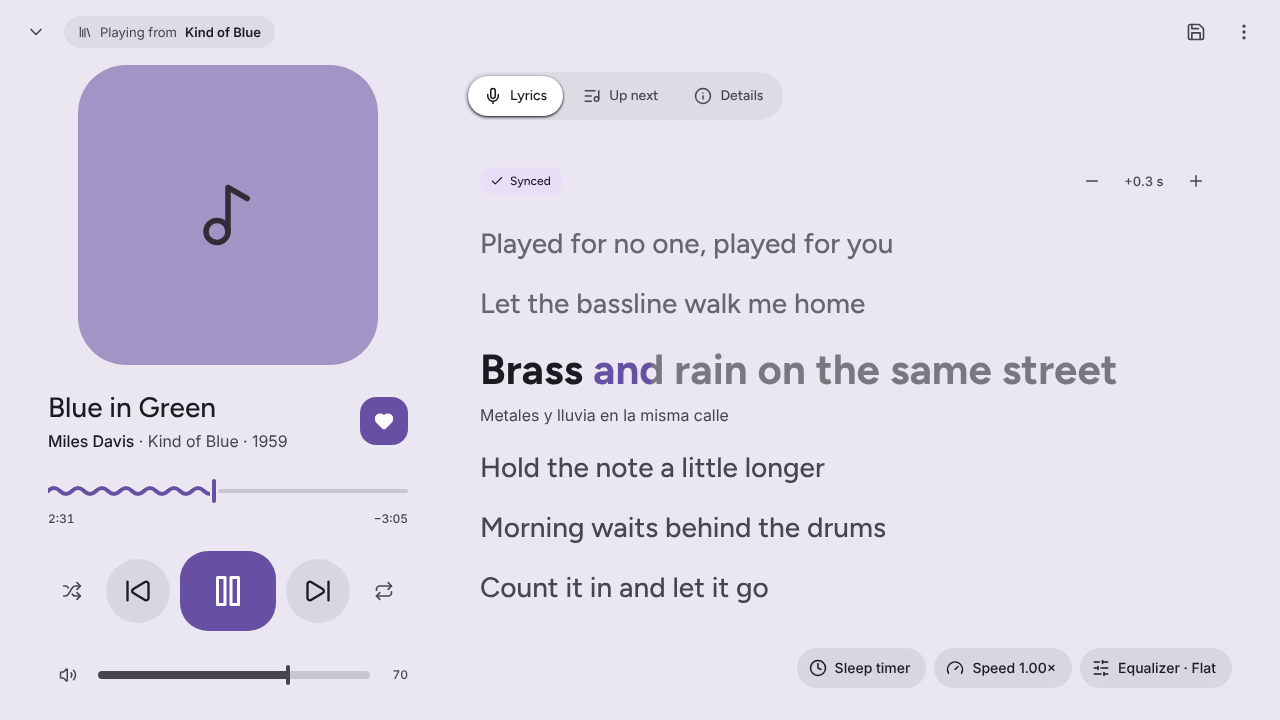 Playing from Kind of Blue
Lyrics
Up next
Details
Synced
+0.3 s
Played for no one, played for you
Let the bassline walk me home
Brass and rain on the same street
Metales y lluvia en la misma calle
Hold the note a little longer
Morning waits behind the drums
Count it in and let it go
Blue in Green
Miles Davis · Kind of Blue · 1959
2:31
−3:05
70
Sleep timer
Speed 1.00×
Equalizer · Flat